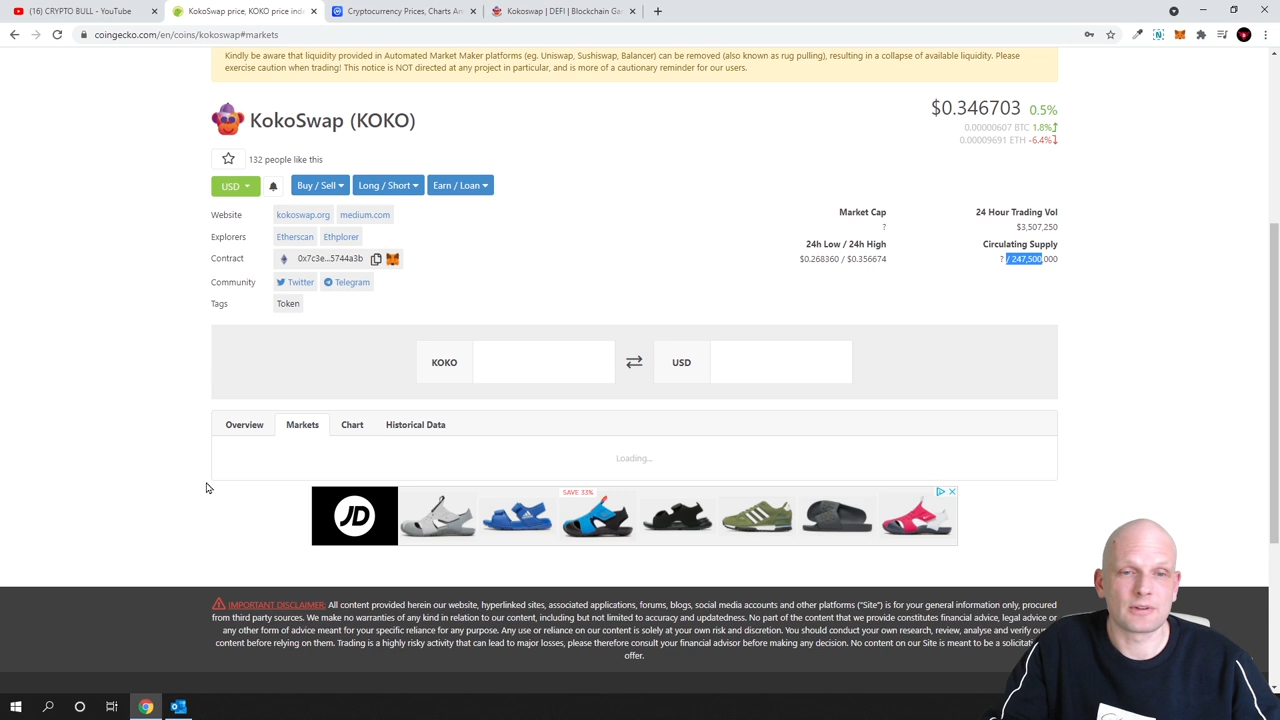 (16) CRYPTO BULL - YouTube
KokoSwap price, KOKO price ind
Cryptocurrency Prices, Charts An
Kokoswap | DEFI | Blockchain Ga
coingecko.com/en/coins/kokoswap#markets
Kindly be aware that liquidity provided in Automated Market Maker platforms (eg. Uniswap, Sushiswap, Balancer) can be removed (also known as rug pulling), resulting in a collapse of available liquidity. Please
exercise caution when trading! This notice is NOT directed at any project in particular, and is more of a cautionary reminder for our users.
KokoSwap (KOKO)
$0.346703 0.5%
0.00000607 BTC 1.8%
0.00009691 ETH -6.4%
132 people like this
USD
Buy / Sell
Long / Short
Earn / Loan
Website kokoswap.org medium.com
Market Cap
?
24 Hour Trading Vol
$3,507,250
Explorers Etherscan Ethplorer
24h Low / 24h High
$0.268360 / $0.356674
Circulating Supply
? / 247,500,000
Contract 0x7c3e...5744a3b
Community Twitter Telegram
Tags Token
KOKO
USD
Overview Markets Chart Historical Data
Loading...
JD
SAVE 33%
IMPORTANT DISCLAIMER: All content provided herein our website, hyperlinked sites, associated applications, forums, blogs, social media accounts and other platforms ("Site") is for your general information only, procured
from third party sources. We make no warranties of any kind in relation to our content, including but not limited to accuracy and updatedness. No part of the content that we provide constitutes financial advice, legal advice or
any other form of advice meant for your specific reliance for any purpose. Any use or reliance on our content is solely at your own risk and discretion. You should conduct your own research, review, analyse and verify our
content before relying on them. Trading is a highly risky activity that can lead to major losses, please therefore consult your financial advisor before making any decision. No content on our Site is meant to be a solicitation
offer.